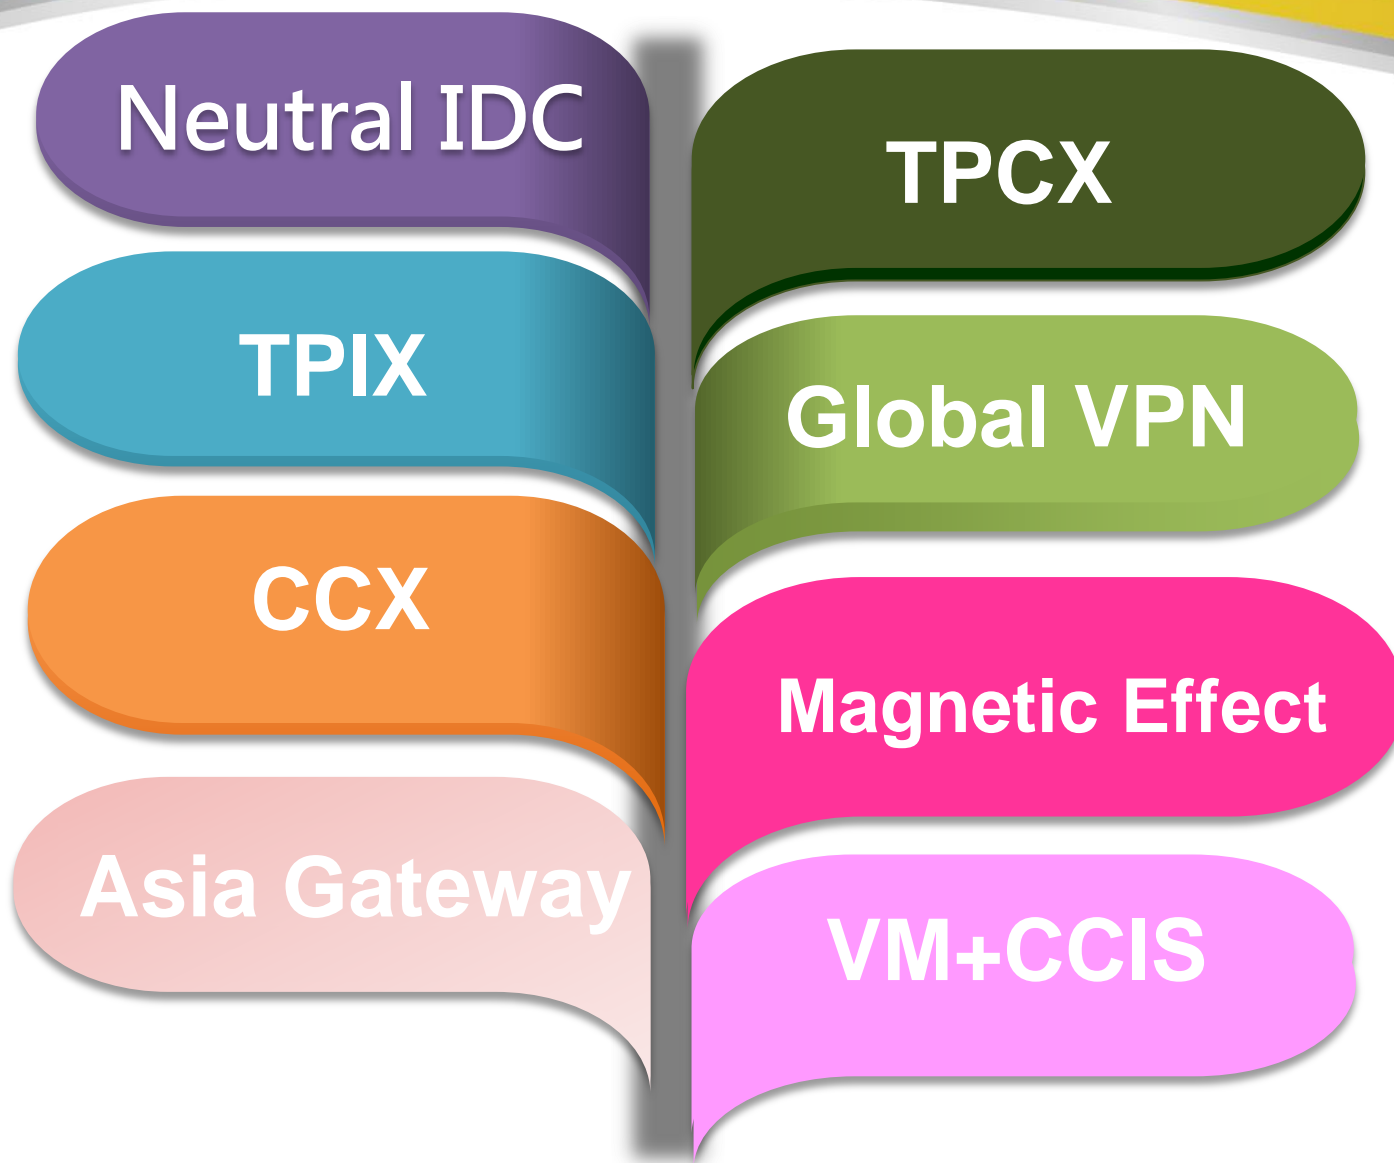 Neutral IDC
TPIX
CCX
Asia Gateway
TPCX
Global VPN
Magnetic Effect
VM+CCIS